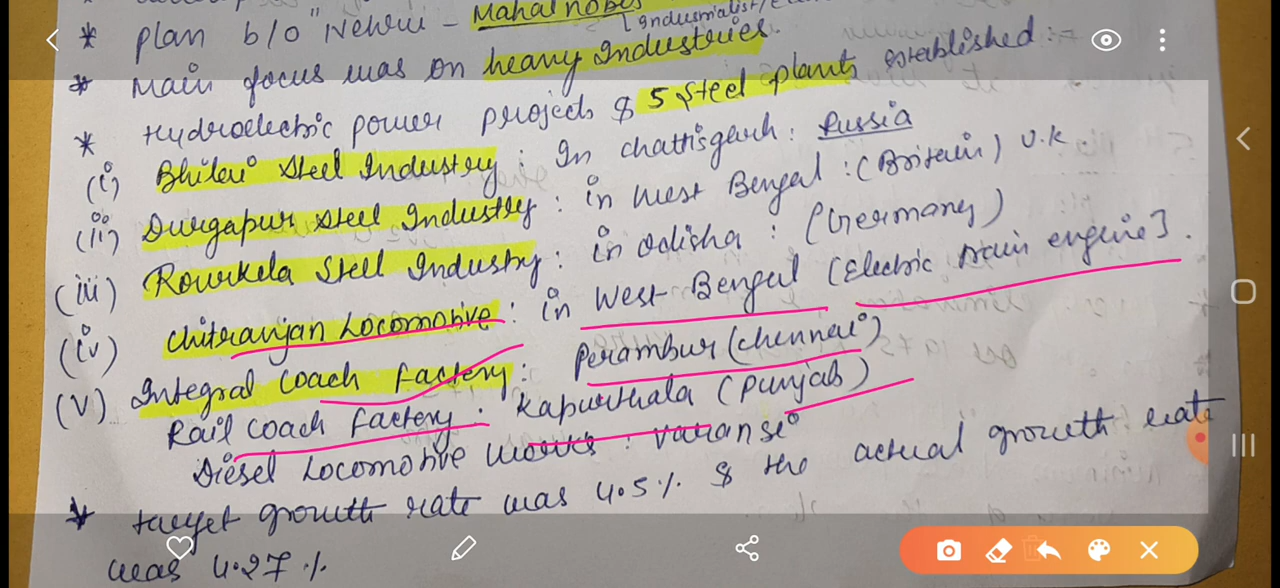 * Plan b/o "Nehru - Mahalnobis
[Industrialist/
* Main focus was on heavy Industries.
* Hydroelectric power projects & 5 Steel plants established :-
(i) Bhilai Steel Industry : In chattisgarh : Russia
(ii) Durgapur Steel Industry : in West Bengal : (Britain) U.K
(iii) Rourkela Steel Industry : in Odisha : (Germany)
(iv) Chitranjan Locomotive : in West Bengal (Electric train engine].
(v) Integral Coach Factory : Perambur (Chennai)
Rail Coach Factory : Kapurthala (Punjab)
Diesel Locomotive Works : Varansi
* target growth rate was 4.5% & the actual growth rate
was 4.27 %